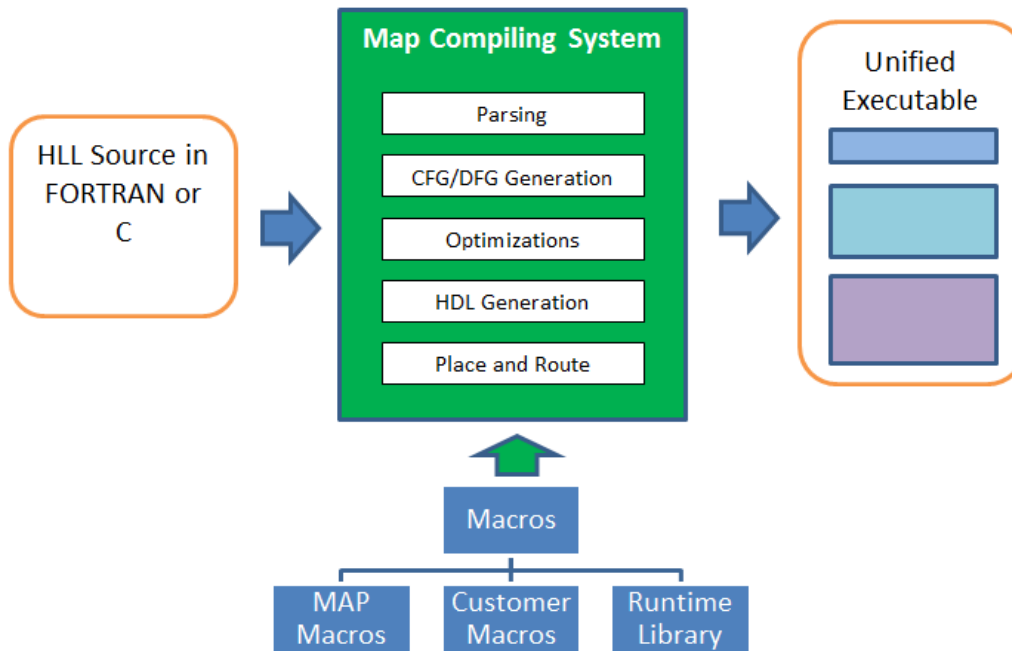 HLL Source in
FORTRAN or
C
Map Compiling System
Parsing
CFG/DFG Generation
Optimizations
HDL Generation
Place and Route
Unified
Executable
Macros
MAP
Macros
Customer
Macros
Runtime
Library